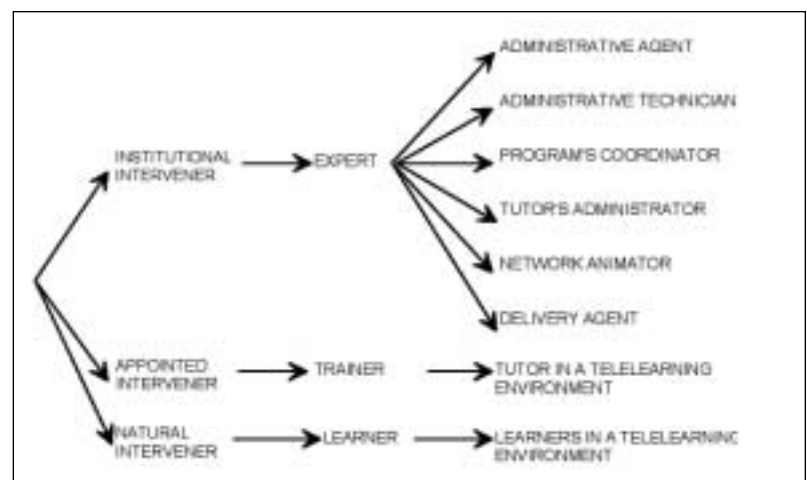 ADMINISTRATIVE AGENT
ADMINISTRATIVE TECHNICIAN
INSTITUTIONAL
INTERVENER
EXPERT
PROGRAM'S COORDINATOR
TUTOR'S ADMINISTRATOR
NETWORK ANIMATOR
DELIVERY AGENT
APPOINTED
INTERVENER
TRAINER
TUTOR IN A TELELEARNING
ENVIRONMENT
NATURAL
INTERVENER
LEARNER
LEARNERS IN A TELELEARNING
ENVIRONMENT